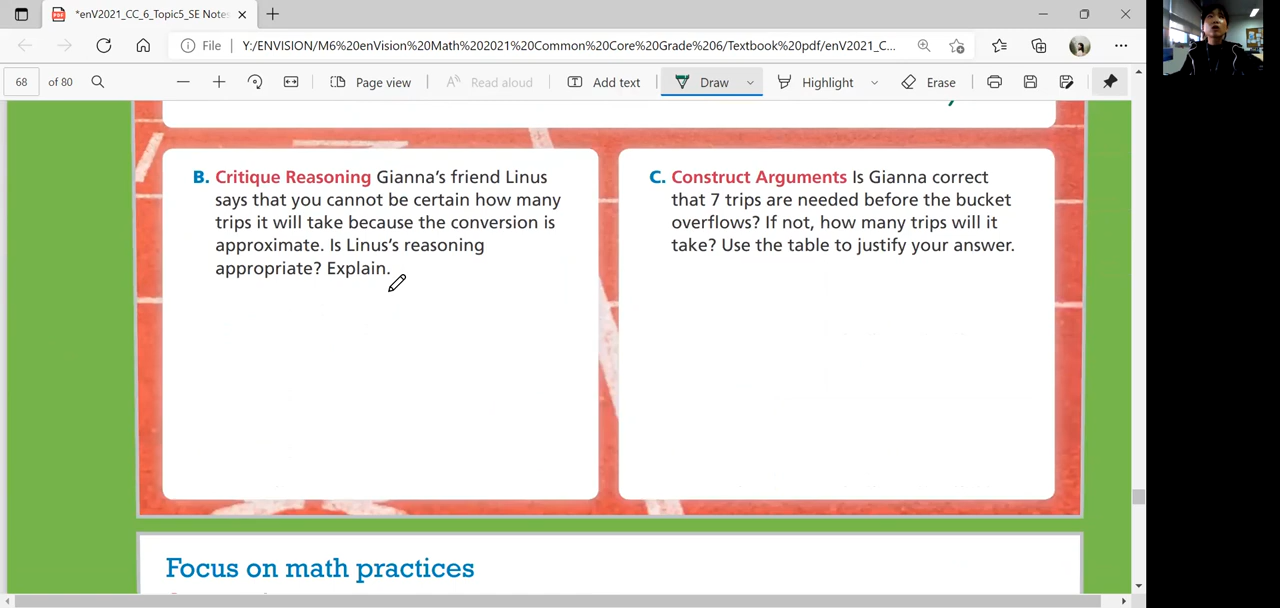 *enV2021_CC_6_Topic5_SE Notes
File
Y:/ENVISION/M6%20enVision%20Math%202021%20Common%20Core%20Grade%206/Textbook%20pdf/enV2021_C...
68 of 80
Page view
Read aloud
Add text
Draw
Highlight
Erase
B. Critique Reasoning Gianna's friend Linus
says that you cannot be certain how many
trips it will take because the conversion is
approximate. Is Linus's reasoning
appropriate? Explain.
C. Construct Arguments Is Gianna correct
that 7 trips are needed before the bucket
overflows? If not, how many trips will it
take? Use the table to justify your answer.
Focus on math practices